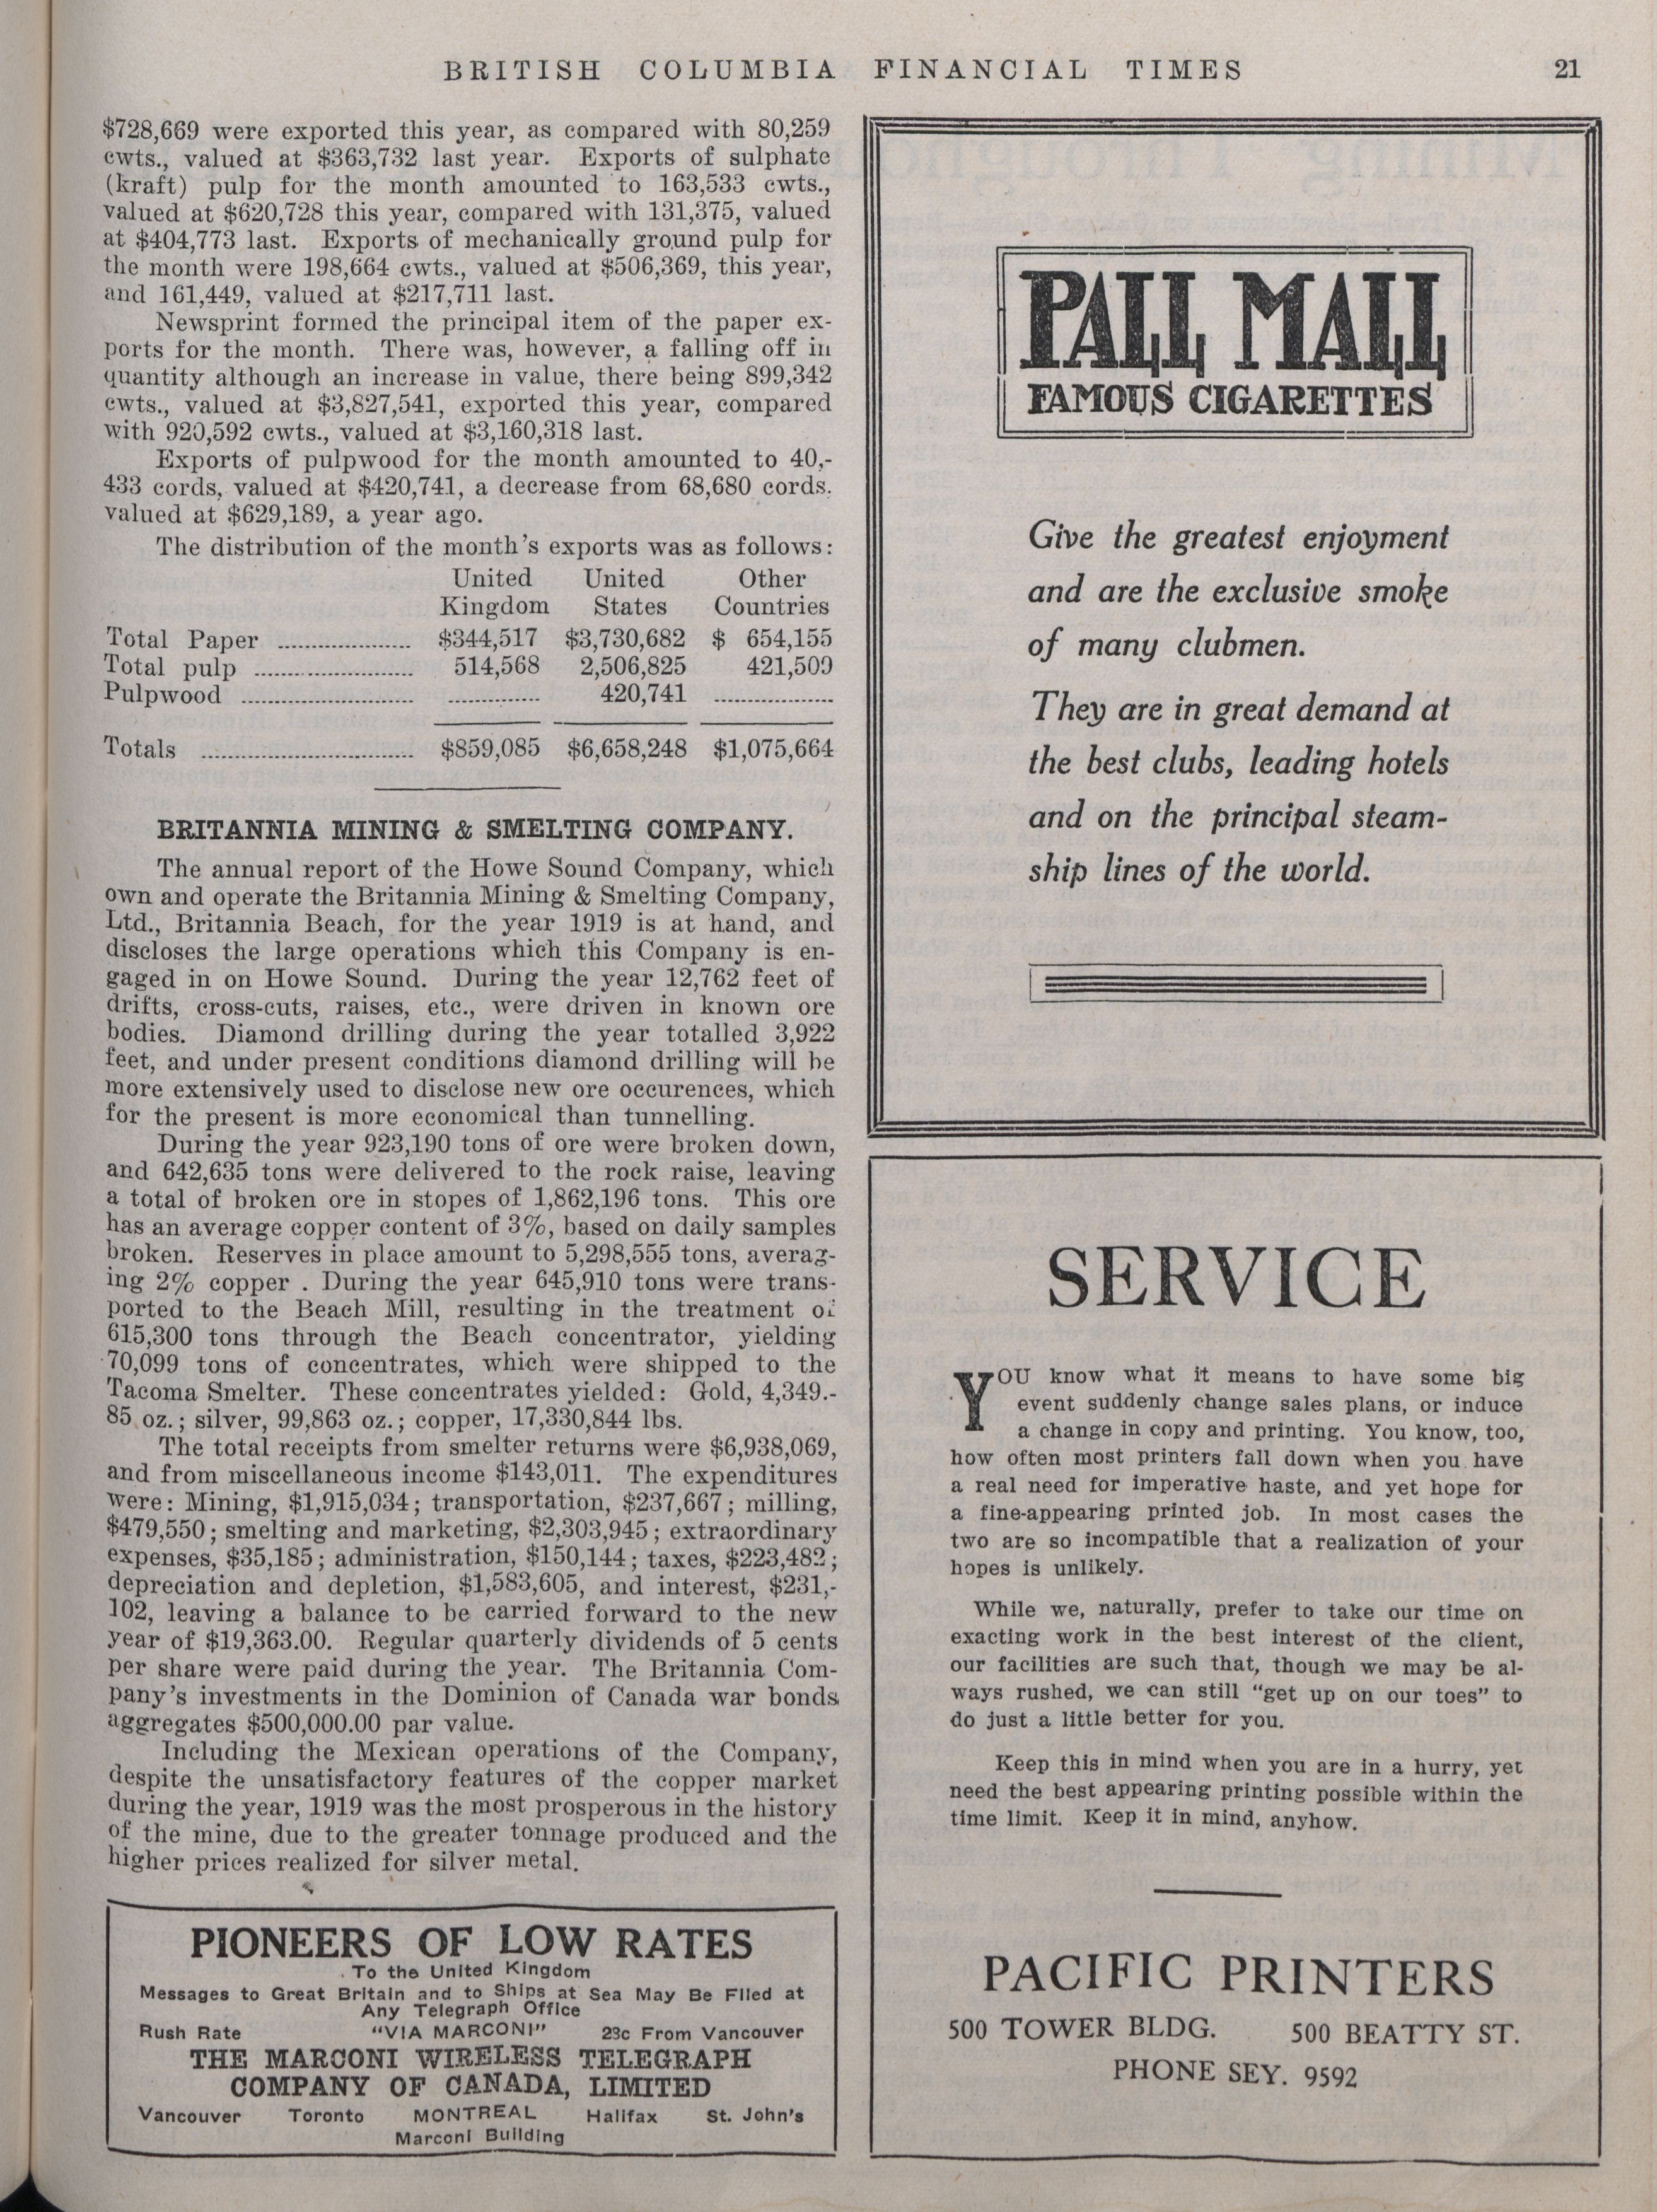 BRITISH COLUMBIA FINANCIAL TIMES 21
$728,669 were exported this year, as compared with 80,259
cwts., valued at $363,732 last year. Exports of sulphate
(kraft) pulp for the month amounted to 163,533 cwts.,
valued at $620,728 this year, compared with 131,375, valued
at $404,773 last. Exports of mechanically ground pulp for
the month were 198,664 cwts., valued at $506,369, this year,
and 161,449, valued at $217,711 last.
Newsprint formed the principal item of the paper ex-
ports for the month. There was, however, a falling off in
quantity although an increase in value, there being 899,342
cwts., valued at $3,827,541, exported this year, compared
with 920,592 cwts., valued at $3,160,318 last.
Exports of pulpwood for the month amounted to 40,-
433 cords, valued at $420,741, a decrease from 68,680 cords.
valued at $629,189, a year ago.
The distribution of the month's exports was as follows:
United United Other
Kingdom States Countries
Total Paper .................... $344,517 $3,730,682 $ 654,155
Total pulp ........................ 514,568 2,506,825 421,509
Pulpwood .......................... .............. 420,741 ..................
Totals ................................ $859,085 $6,658,248 $1,075,664
BRITANNIA MINING & SMELTING COMPANY.
The annual report of the Howe Sound Company, which
own and operate the Britannia Mining & Smelting Company,
Ltd., Britannia Beach, for the year 1919 is at hand, and
discloses the large operations which this Company is en-
gaged in on Howe Sound. During the year 12,762 feet of
drifts, cross-cuts, raises, etc., were driven in known ore
bodies. Diamond drilling during the year totalled 3,922
feet, and under present conditions diamond drilling will be
more extensively used to disclose new ore occurences, which
for the present is more economical than tunnelling.
During the year 923,190 tons of ore were broken down,
and 642,635 tons were delivered to the rock raise, leaving
a total of broken ore in stopes of 1,862,196 tons. This ore
has an average copper content of 3%, based on daily samples
broken. Reserves in place amount to 5,298,555 tons, averag-
ing 2% copper . During the year 645,910 tons were trans-
ported to the Beach Mill, resulting in the treatment of
615,300 tons through the Beach concentrator, yielding
70,099 tons of concentrates, which were shipped to the
Tacoma Smelter. These concentrates yielded: Gold, 4,349.-
85 oz.; silver, 99,863 oz.; copper, 17,330,844 lbs.
The total receipts from smelter returns were $6,938,069,
and from miscellaneous income $143,011. The expenditures
were: Mining, $1,915,034; transportation, $237,667; milling,
$479,550; smelting and marketing, $2,303,945; extraordinary
expenses, $35,185; administration, $150,144; taxes, $223,482;
depreciation and depletion, $1,583,605, and interest, $231,-
102, leaving a balance to be carried forward to the new
year of $19,363.00. Regular quarterly dividends of 5 cents
per share were paid during the year. The Britannia Com-
pany's investments in the Dominion of Canada war bonds
aggregates $500,000.00 par value.
Including the Mexican operations of the Company,
despite the unsatisfactory features of the copper market
during the year, 1919 was the most prosperous in the history
of the mine, due to the greater tonnage produced and the
higher prices realized for silver metal.
PIONEERS OF LOW RATES
To the United Kingdom
Messages to Great Britain and to Ships at Sea May Be Filed at
Any Telegraph Office
Rush Rate "VIA MARCONI" 23c From Vancouver
THE MARCONI WIRELESS TELEGRAPH
COMPANY OF CANADA, LIMITED
Vancouver Toronto MONTREAL Halifax St. John's
Marconi Building
PALL MALL
FAMOUS CIGARETTES
Give the greatest enjoyment
and are the exclusive smoke
of many clubmen.
They are in great demand at
the best clubs, leading hotels
and on the principal steam-
ship lines of the world.
SERVICE
YOU know what it means to have some big
event suddenly change sales plans, or induce
a change in copy and printing. You know, too,
how often most printers fall down when you have
a real need for imperative haste, and yet hope for
a fine-appearing printed job. In most cases the
two are so incompatible that a realization of your
hopes is unlikely.
While we, naturally, prefer to take our time on
exacting work in the best interest of the client,
our facilities are such that, though we may be al-
ways rushed, we can still "get up on our toes" to
do just a little better for you.
Keep this in mind when you are in a hurry, yet
need the best appearing printing possible within the
time limit. Keep it in mind, anyhow.
PACIFIC PRINTERS
500 TOWER BLDG. 500 BEATTY ST.
PHONE SEY. 9592